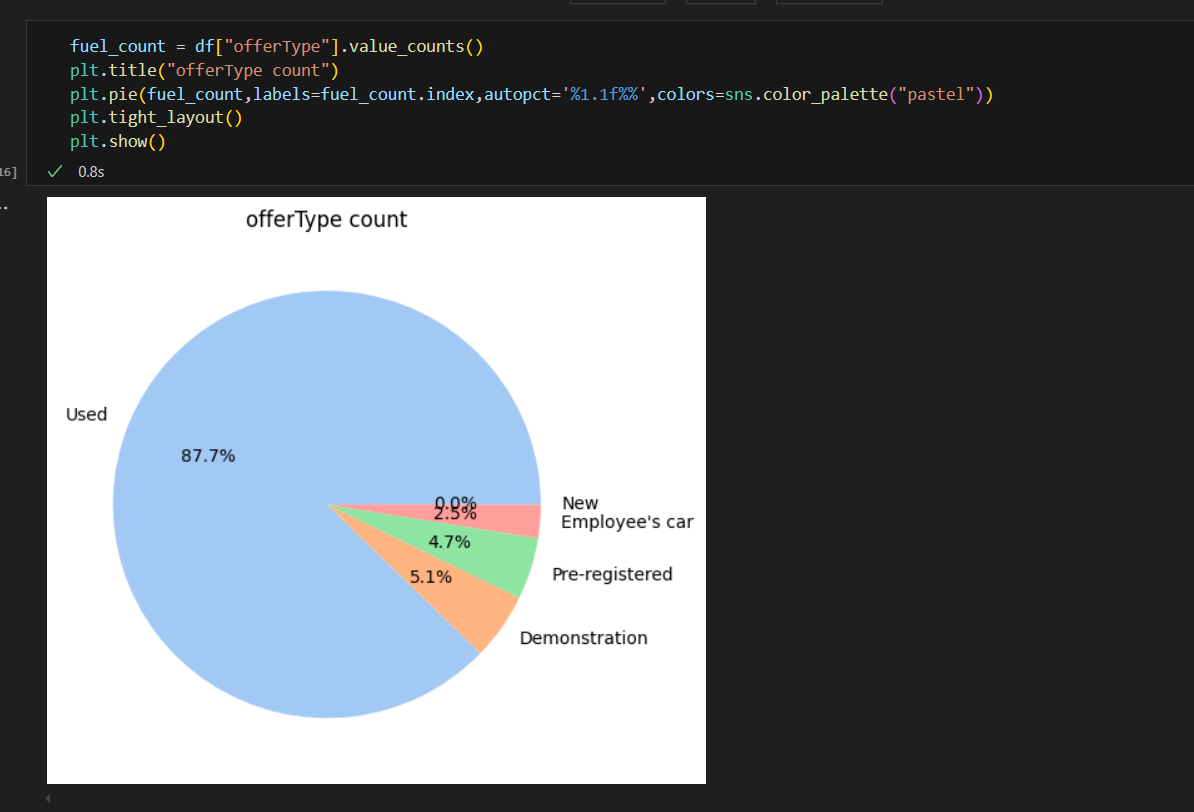 fuel_count = df["offerType"].value_counts()
plt.title("offerType count")
plt.pie(fuel_count,labels=fuel_count.index,autopct='%1.1f%%',colors=sns.color_palette("pastel"))
plt.tight_layout()
plt.show()
16]
0.8s
offerType count
Used
87.7%
0.0%
New
2.5%
Employee's car
4.7%
Pre-registered
5.1%
Demonstration